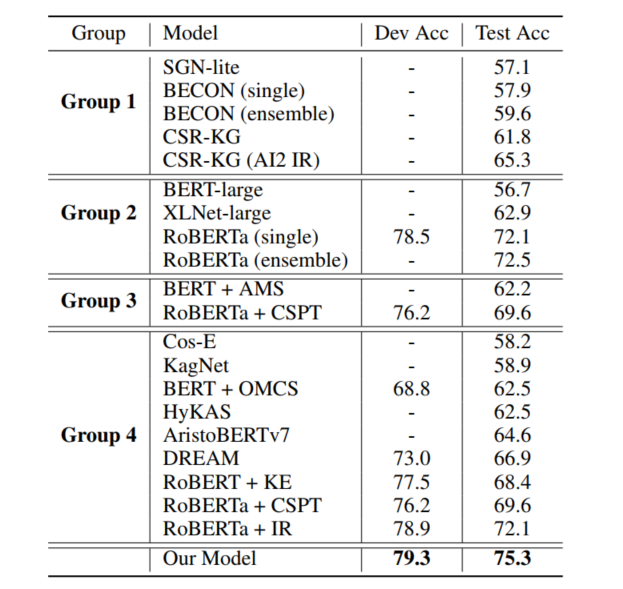 Group Model Dev Acc Test Acc
SGN-lite - 57.1
BECON (single) - 57.9
Group 1 BECON (ensemble) - 59.6
CSR-KG - 61.8
CSR-KG (AI2 IR) - 65.3
BERT-large - 56.7
Group 2 XLNet-large - 62.9
RoBERTa (single) 78.5 72.1
RoBERTa (ensemble) - 72.5
Group 3 BERT + AMS - 62.2
RoBERTa + CSPT 76.2 69.6
Cos-E - 58.2
KagNet - 58.9
BERT + OMCS 68.8 62.5
HyKAS - 62.5
Group 4 AristoBERTv7 - 64.6
DREAM 73.0 66.9
RoBERT + KE 77.5 68.4
RoBERTa + CSPT 76.2 69.6
RoBERTa + IR 78.9 72.1
Our Model 79.3 75.3